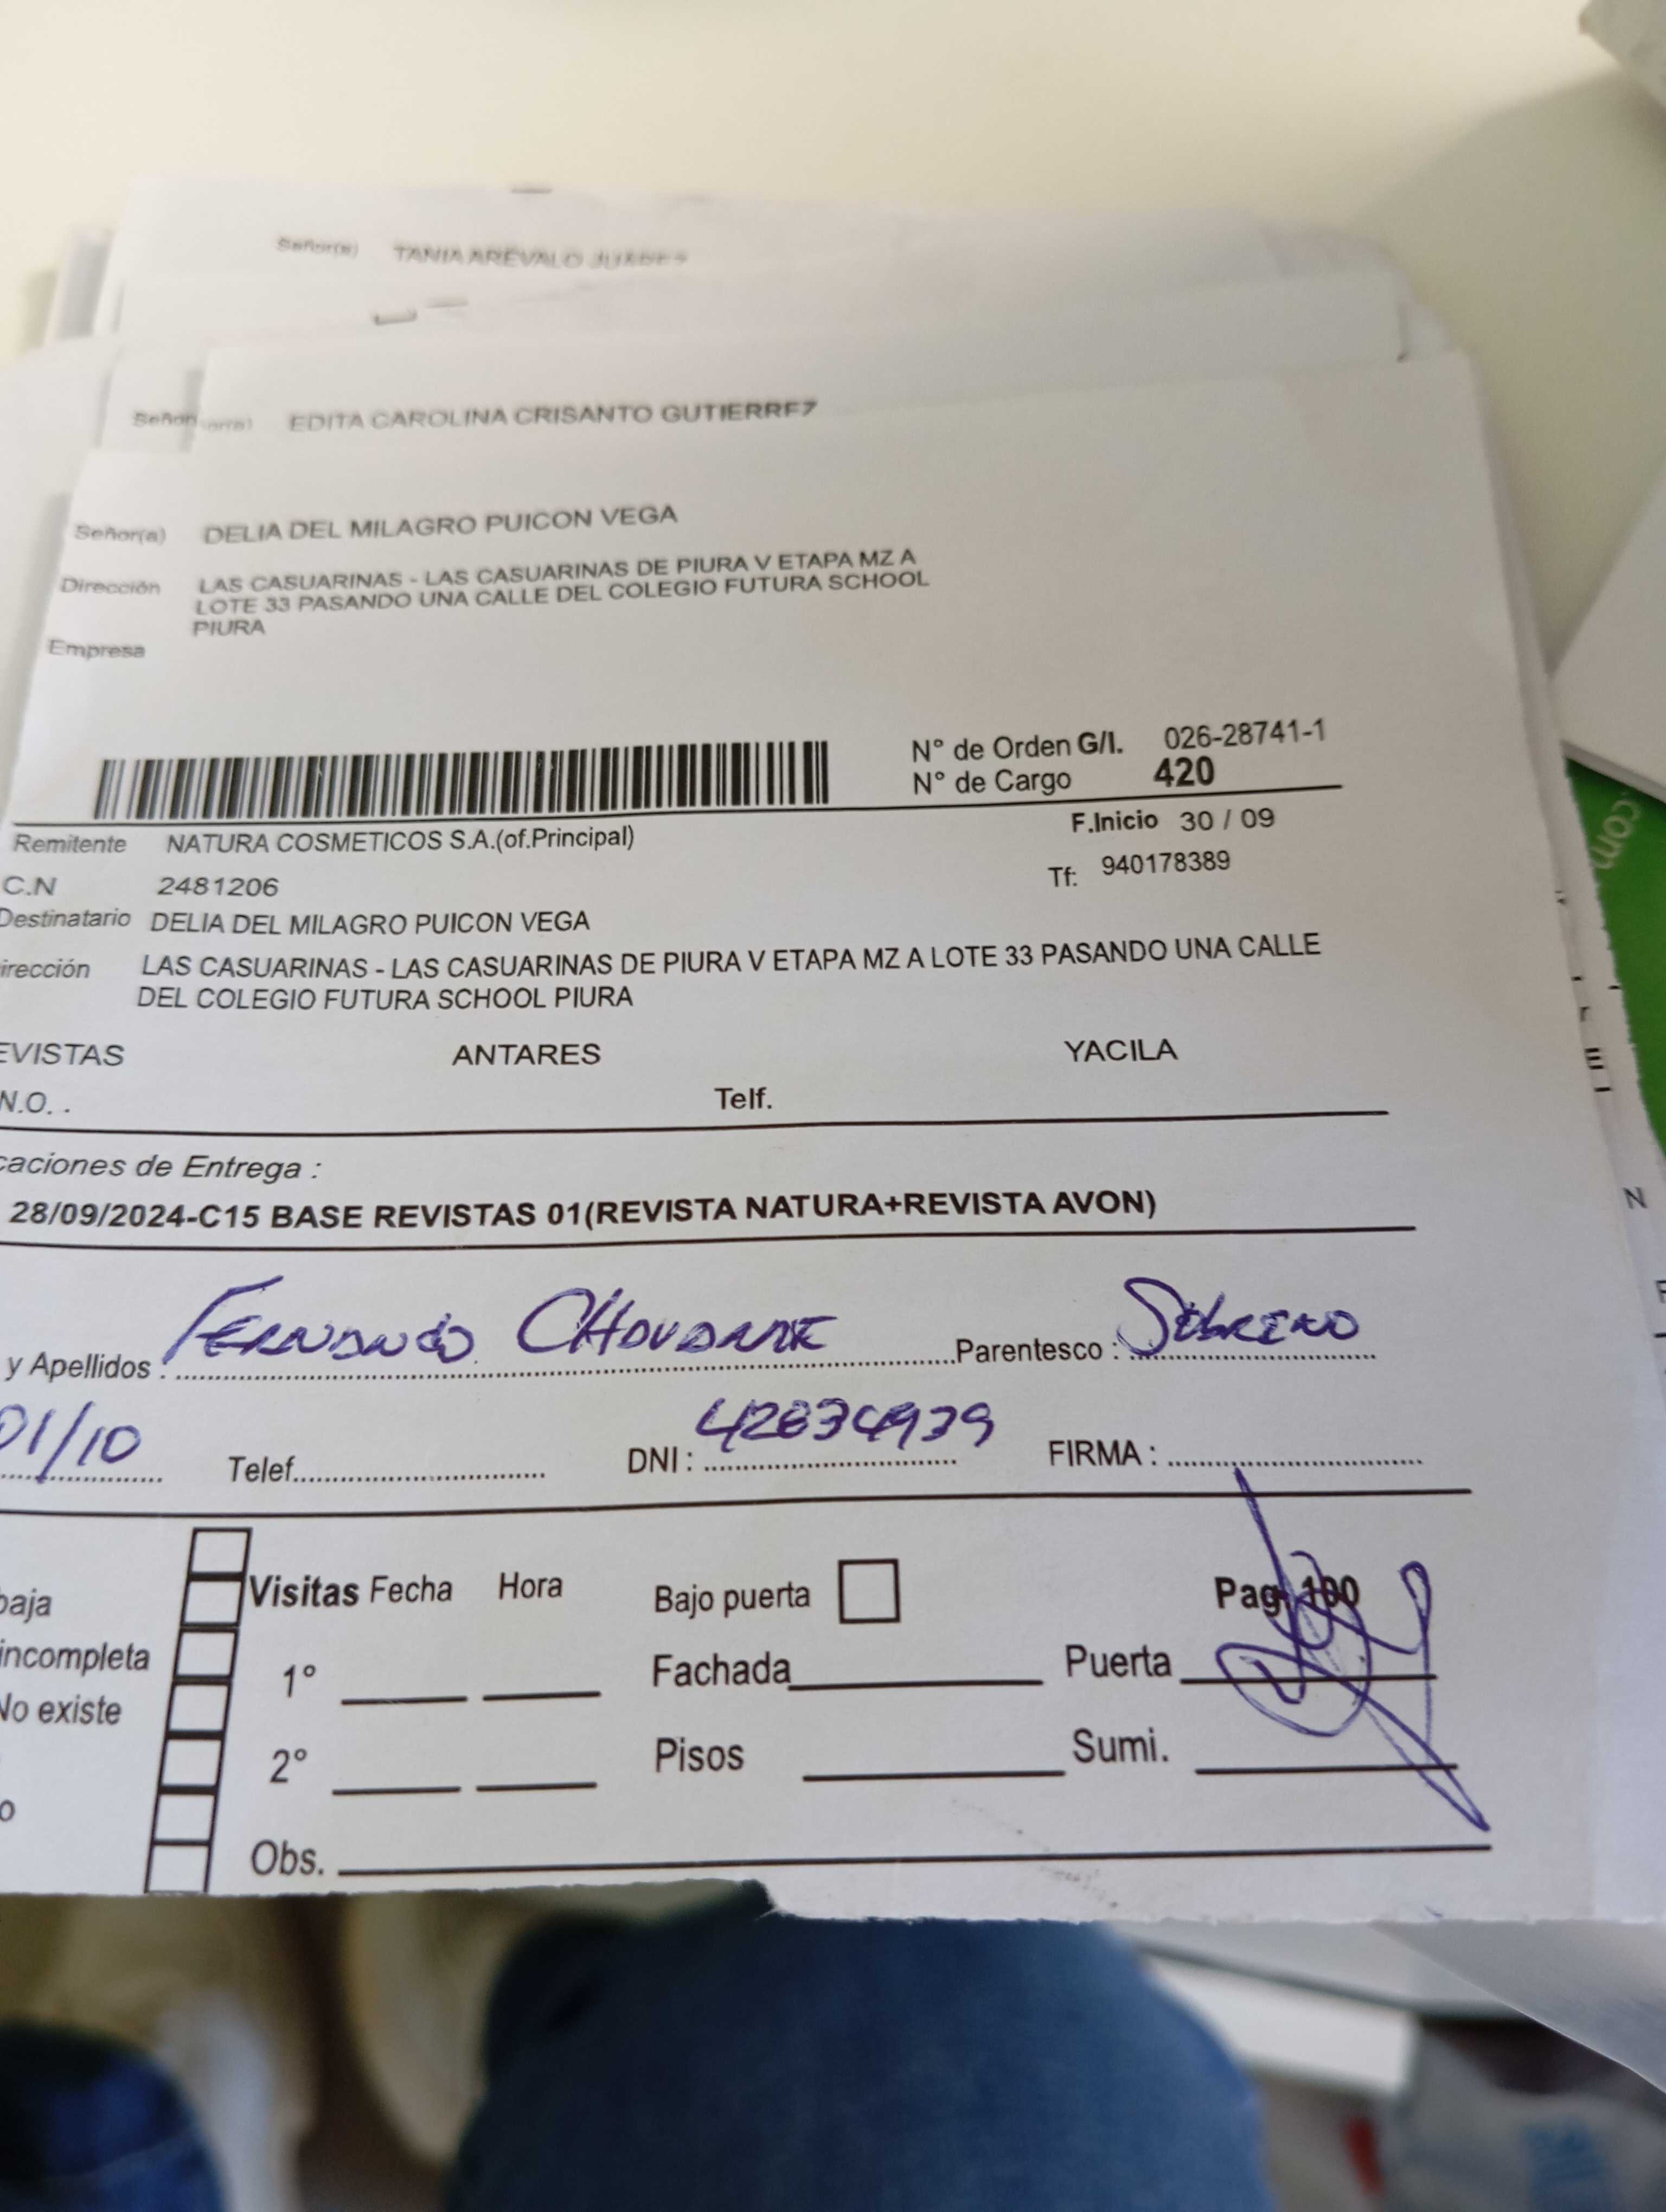 Señor(a) TANIA AREVALO
Señor(a) EDITA CAROLINA CRISANTO GUTIERREZ
Señor(a) DELIA DEL MILAGRO PUICON VEGA
Dirección LAS CASUARINAS - LAS CASUARINAS DE PIURA V ETAPA MZ A
LOTE 33 PASANDO UNA CALLE DEL COLEGIO FUTURA SCHOOL
PIURA
Empresa
N° de Orden G/I. 026-28741-1
N° de Cargo 420
Remitente NATURA COSMETICOS S.A.(of.Principal) F.Inicio 30 / 09
C.N 2481206 Tf: 940178389
Destinatario DELIA DEL MILAGRO PUICON VEGA
irección LAS CASUARINAS - LAS CASUARINAS DE PIURA V ETAPA MZ A LOTE 33 PASANDO UNA CALLE
DEL COLEGIO FUTURA SCHOOL PIURA
EVISTAS ANTARES YACILA
N.O. . Telf.
caciones de Entrega :
28/09/2024-C15 BASE REVISTAS 01(REVISTA NATURA+REVISTA AVON)
y Apellidos : FERNANDO Parentesco : SOBRINO
01/10 Telef. DNI : 42834939 FIRMA :
Visitas Fecha Hora Bajo puerta Pag. 100
baja
incompleta 1° Fachada Puerta
No existe
2° Pisos Sumi.
o
Obs.
.com